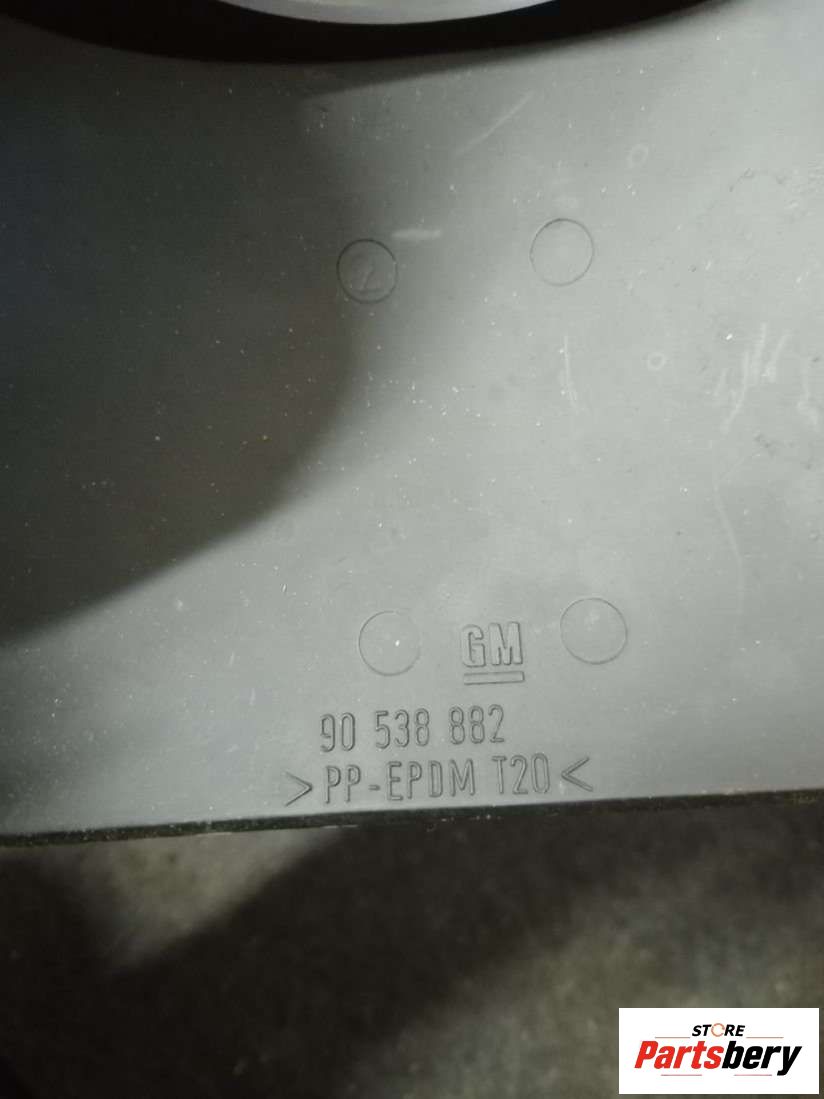 GM
90 538 882
>PP-EPDM T20<
STORE
Partsbery